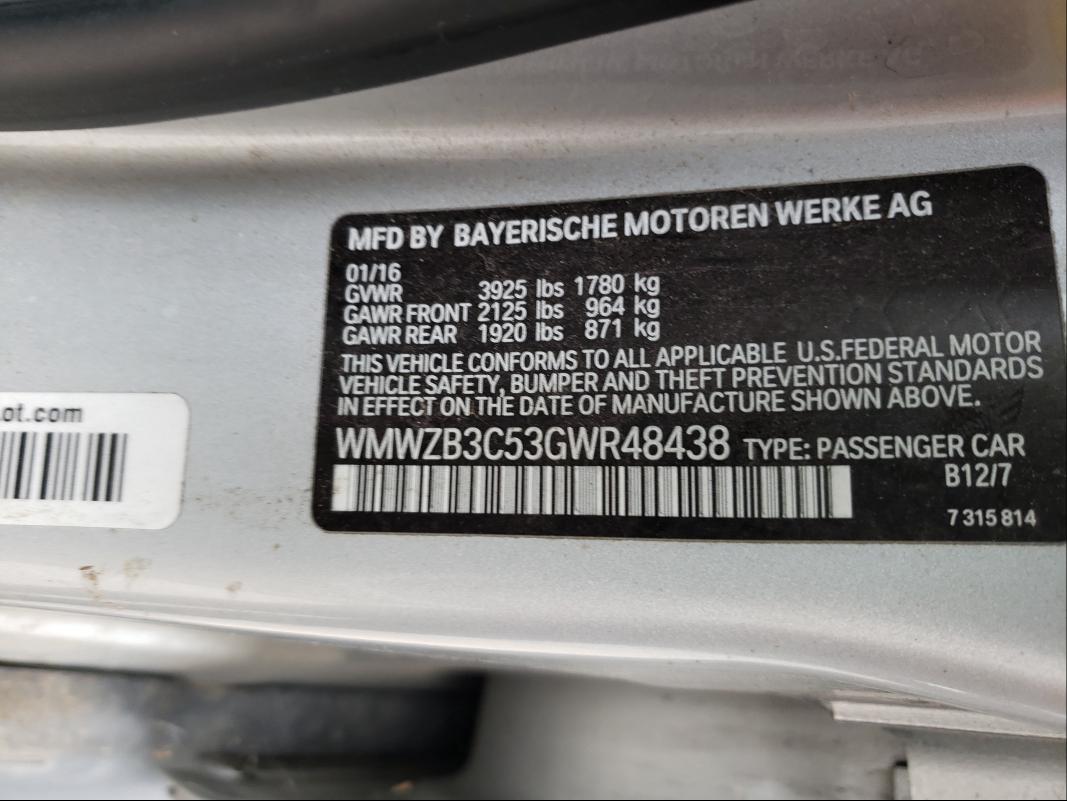 MFD BY BAYERISCHE MOTOREN WERKE AG
01/16
GVWR 3925 lbs 1780 kg
GAWR FRONT 2125 lbs 964 kg
GAWR REAR 1920 lbs 871 kg
THIS VEHICLE CONFORMS TO ALL APPLICABLE U.S.FEDERAL MOTOR
VEHICLE SAFETY, BUMPER AND THEFT PREVENTION STANDARDS
IN EFFECT ON THE DATE OF MANUFACTURE SHOWN ABOVE.
WMWZB3C53GWR48438 TYPE: PASSENGER CAR
B12/7
7 315 814
ot.com